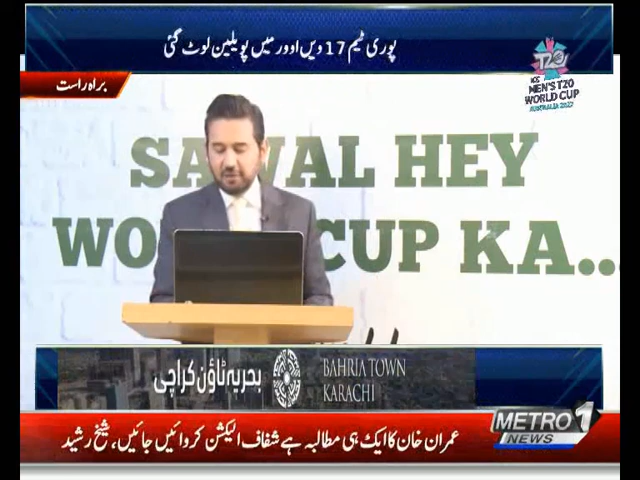 پوری ٹیم 17 ویں اوور میں پویلین لوٹ گئی
T20
ICC
MEN'S T20
WORLD CUP
AUSTRALIA 2022
براہ راست
SAWAL HEY
WORLD CUP KA...
بحریہ ٹاؤن کراچی
BAHRIA TOWN
KARACHI
METRO 1
NEWS
عمران خان کا ایک ہی مطالبہ ہے شفاف الیکشن کروائیں جائیں، شیخ رشید